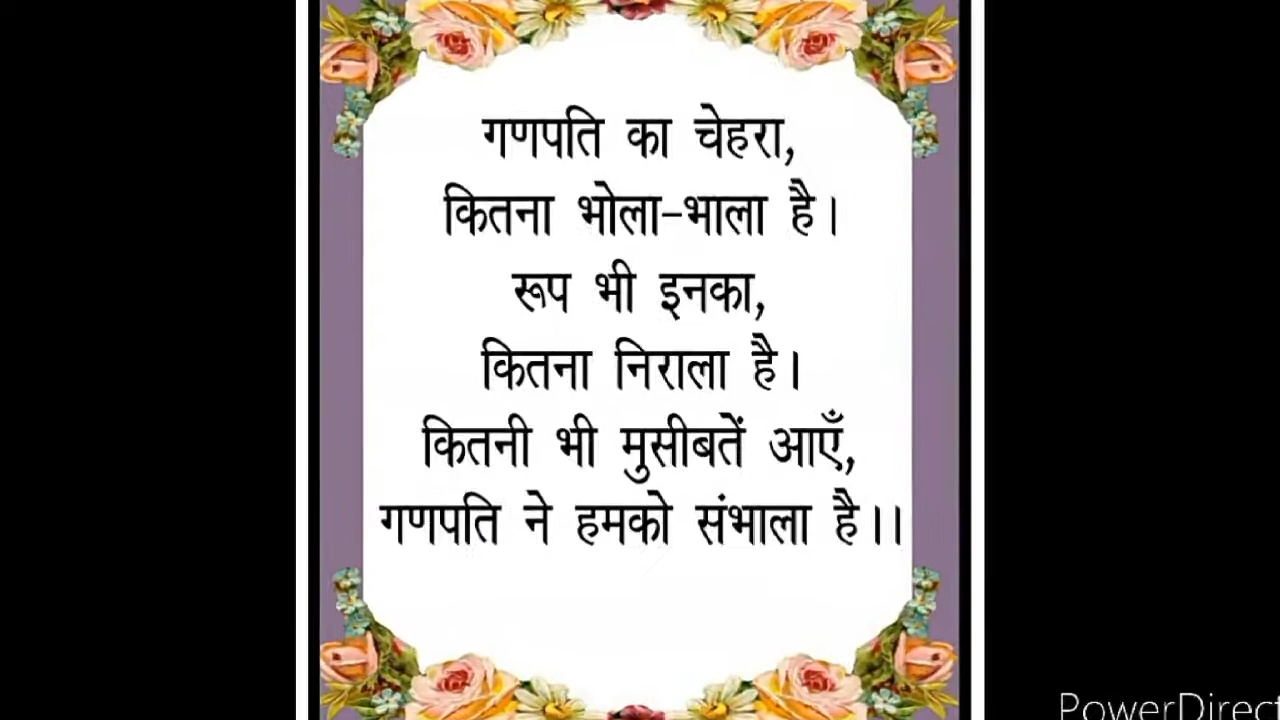 गणपति का चेहरा,
कितना भोला-भाला है।
रूप भी इनका,
कितना निराला है।
कितनी भी मुसीबतें आएँ,
गणपति ने हमको संभाला है।।
PowerDirect